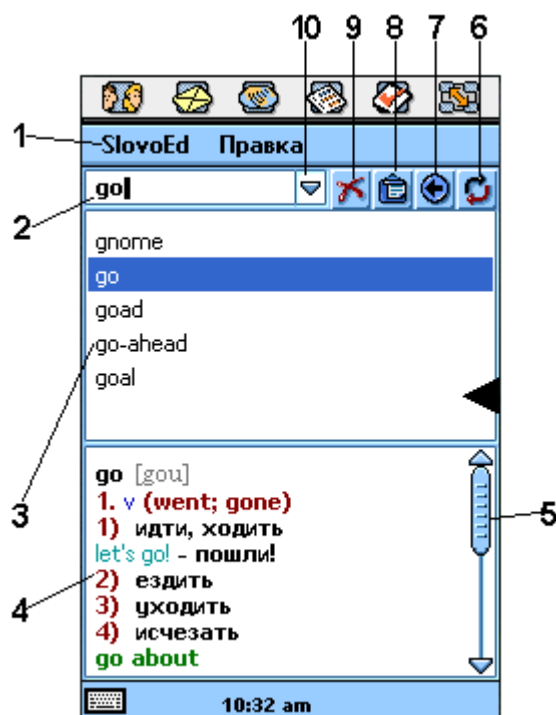 10 9 8 7 6
1 SlovoEd Правка
2 go
gnome
go
goad
3 go-ahead
goal
go [gou]
1. v (went; gone)
1) идти, ходить
let's go! - пошли!
5
4 2) ездить
3) уходить
4) исчезать
go about
10:32 am